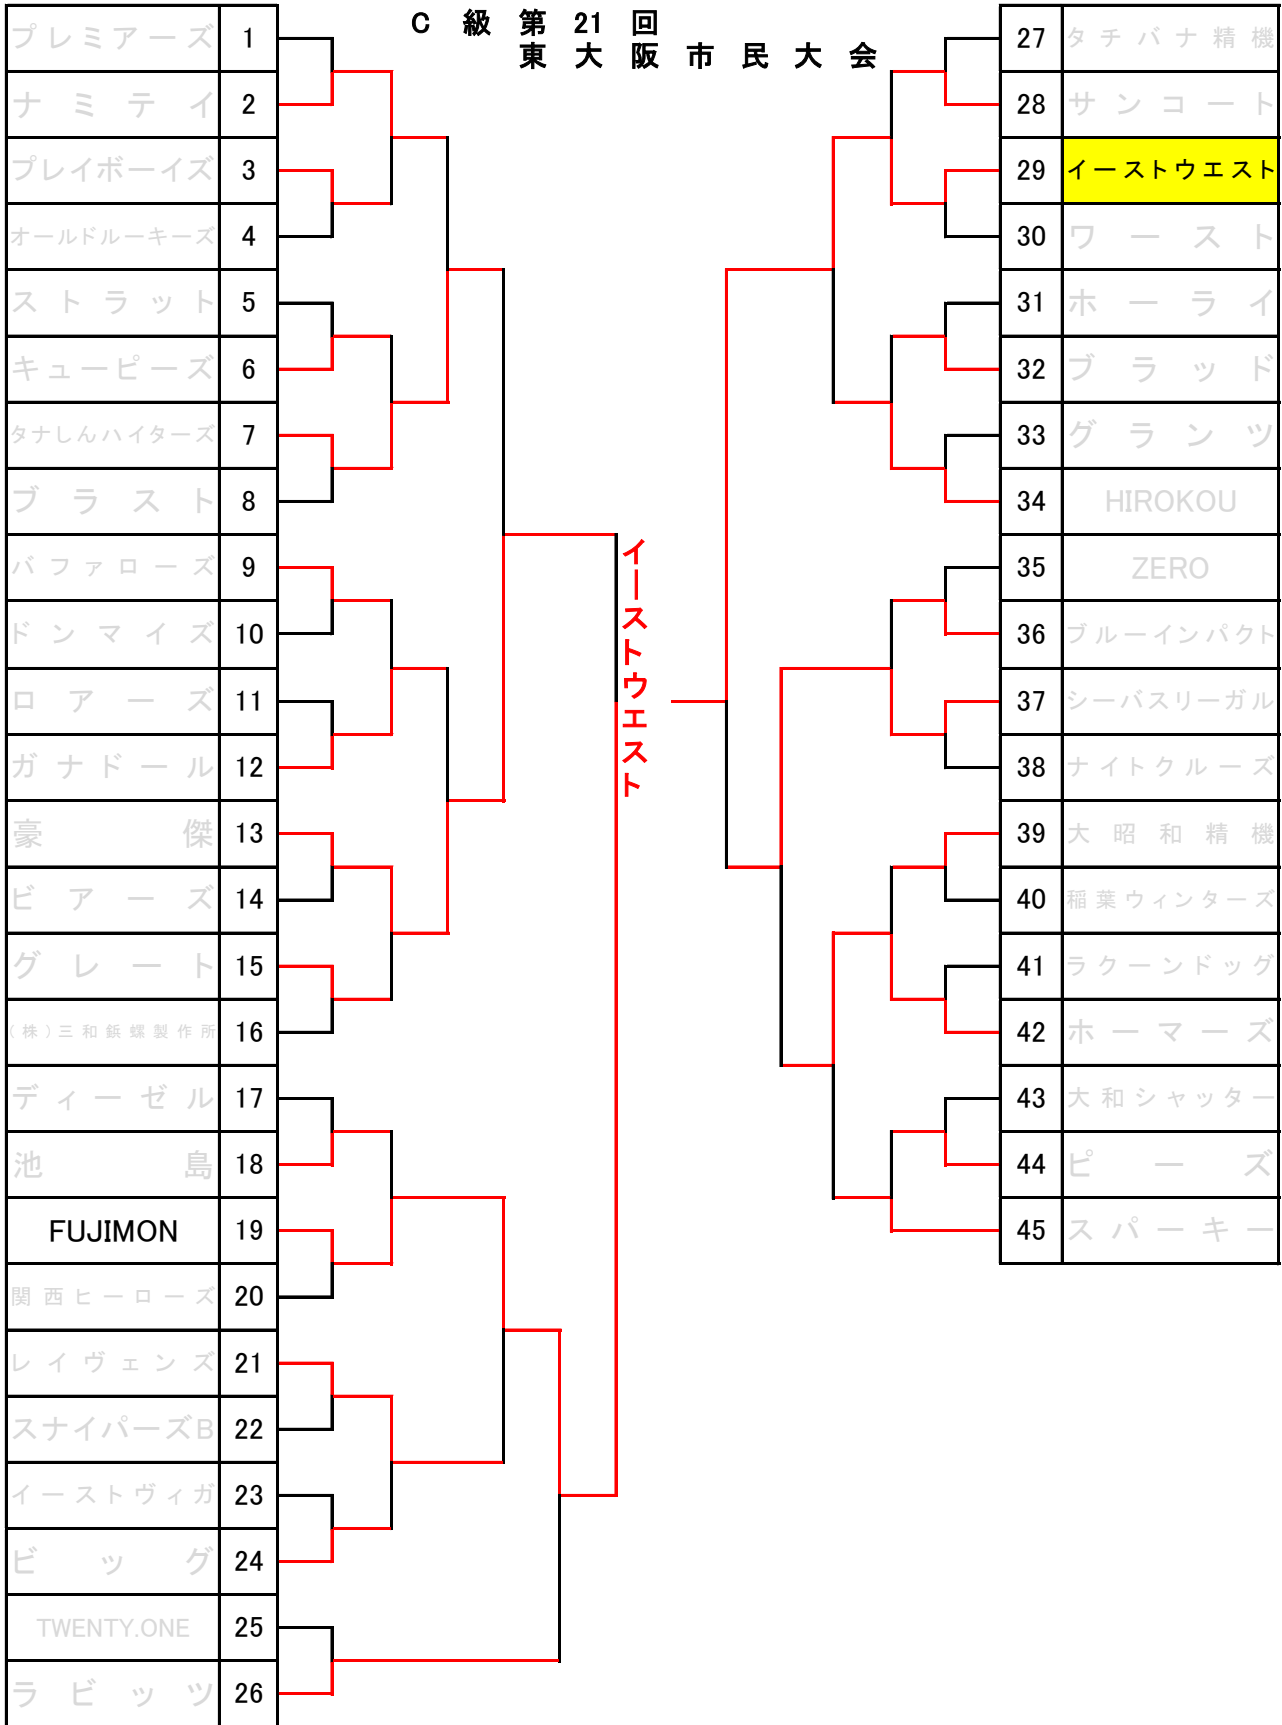 C 級 第 21 回
東 大 阪 市 民 大 会
プレミアーズ 1
ナミテイ 2
プレイボーイズ 3
オールドルーキーズ 4
ストラット 5
キューピーズ 6
タナしんハイターズ 7
ブラスト 8
バファローズ 9
ドンマイズ 10
ロアーズ 11
ガナドール 12
豪傑 13
ビアーズ 14
グレート 15
(株)三和鋲螺製作所 16
ディーゼル 17
池島 18
FUJIMON 19
関西ヒーローズ 20
レイヴェンズ 21
スナイパーズB 22
イーストヴィガ 23
ビッグ 24
TWENTY.ONE 25
ラビッツ 26
イーストウエスト
27 タチバナ精機
28 サンコート
29 イーストウエスト
30 ワースト
31 ホーライ
32 ブラッド
33 グランツ
34 HIROKOU
35 ZERO
36 ブルーインパクト
37 シーバスリーガル
38 ナイトクルーズ
39 大昭和精機
40 稲葉ウィンターズ
41 ラクーンドッグ
42 ホーマーズ
43 大和シャッター
44 ピーズ
45 スパーキー